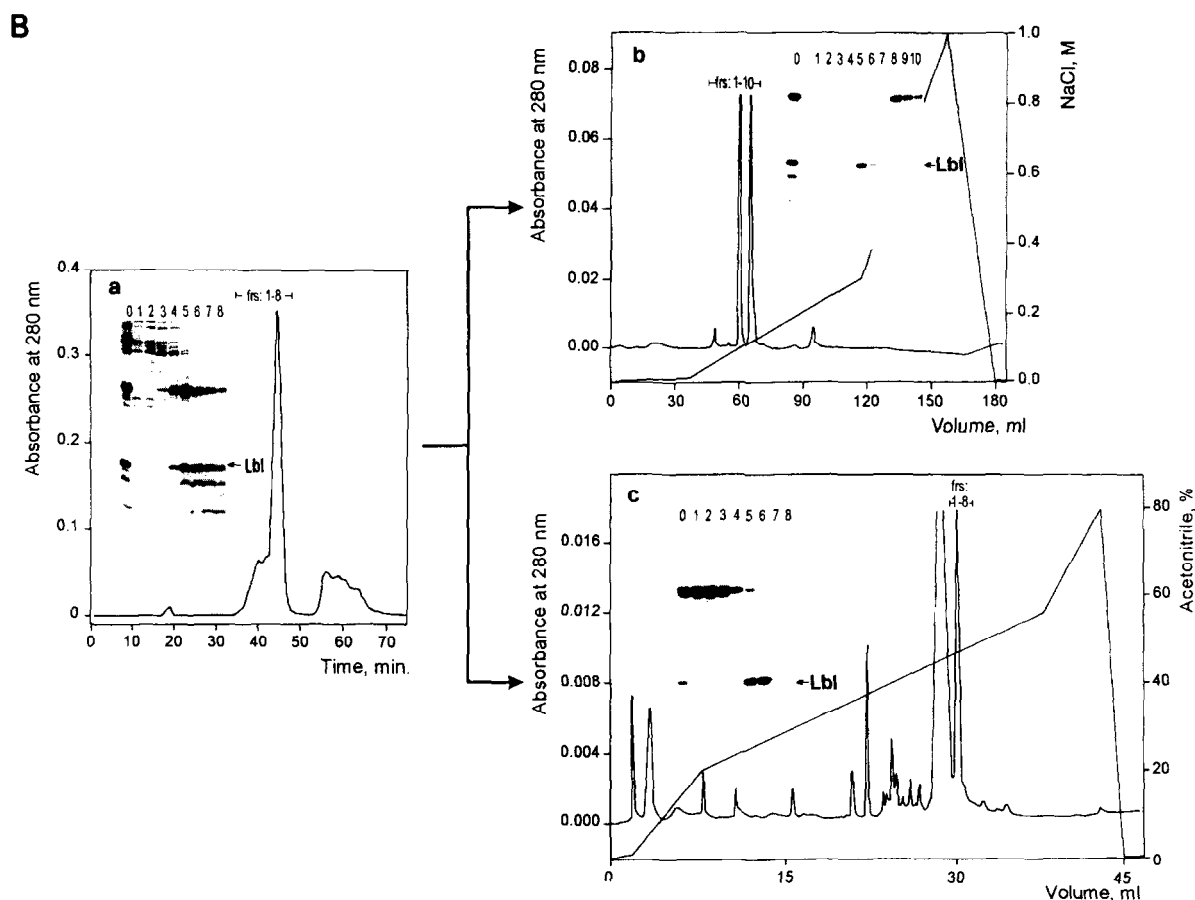 B
a
Absorbance at 280 nm
0.4
0.3
0.2
0.1
0
0 1 2 3 4 5 6 7 8
frs: 1-8
←Lbl
0 10 20 30 40 50 60 70
Time, min.
b
Absorbance at 280 nm
0.08
0.06
0.04
0.02
0.00
0 1 2 3 4 5 6 7 8 9 10
frs: 1-10
←Lbl
NaCl, M
1.0
0.8
0.6
0.4
0.2
0.0
0 30 60 90 120 150 180
Volume, ml
c
Absorbance at 280 nm
0.016
0.012
0.008
0.004
0.000
0 1 2 3 4 5 6 7 8
frs:
1-8
←Lbl
Acetonitrile, %
80
60
40
20
0
0 15 30 45
Volume, ml